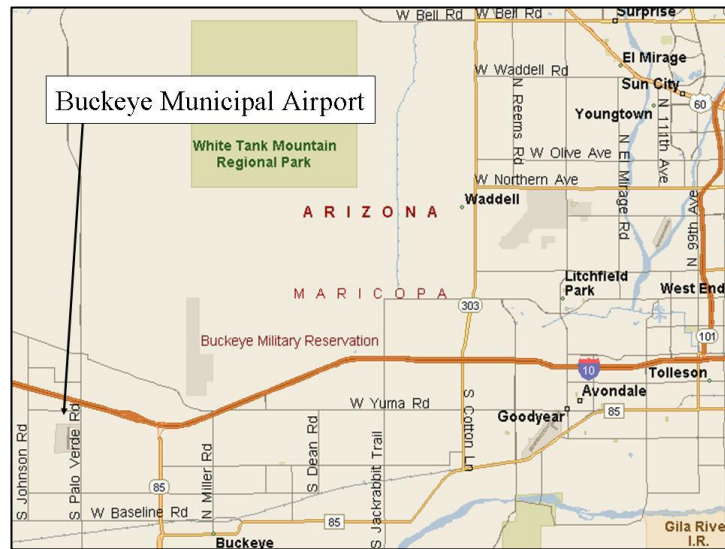 W Bell Rd
W Bell Rd
Surprise
El Mirage
W Waddell Rd
Sun City
60
Youngtown
N Reems Rd
N 111th Ave
N El Mirage Rd
Buckeye Municipal Airport
White Tank Mountain
Regional Park
W Olive Ave
W Northern Ave
N 99th Ave
ARIZONA
Waddell
MARICOPA
303
Litchfield
Park
West End
101
Buckeye Military Reservation
10
Tolleson
Avondale
W Yuma Rd
Goodyear
85
S Johnson Rd
S Palo Verde Rd
85
N Miller Rd
S Dean Rd
S Jackrabbit Trail
S Cotton Ln
W Baseline Rd
85
Buckeye
Gila River
I.R.